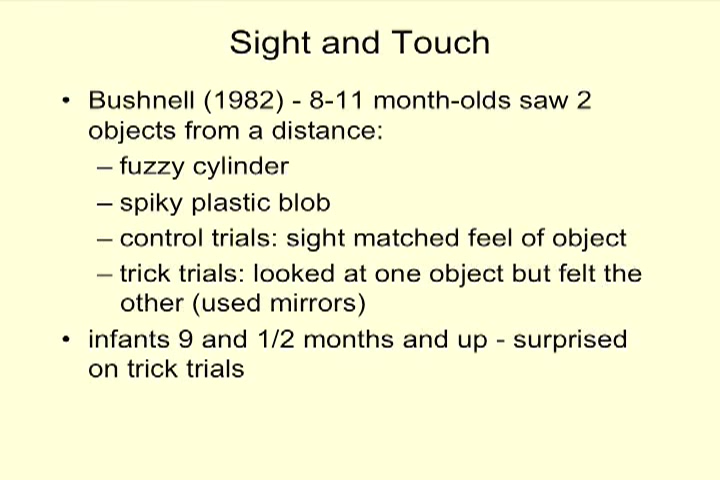 Sight and Touch
• Bushnell (1982) - 8-11 month-olds saw 2
objects from a distance:
– fuzzy cylinder
– spiky plastic blob
– control trials: sight matched feel of object
– trick trials: looked at one object but felt the
other (used mirrors)
• infants 9 and 1/2 months and up - surprised
on trick trials